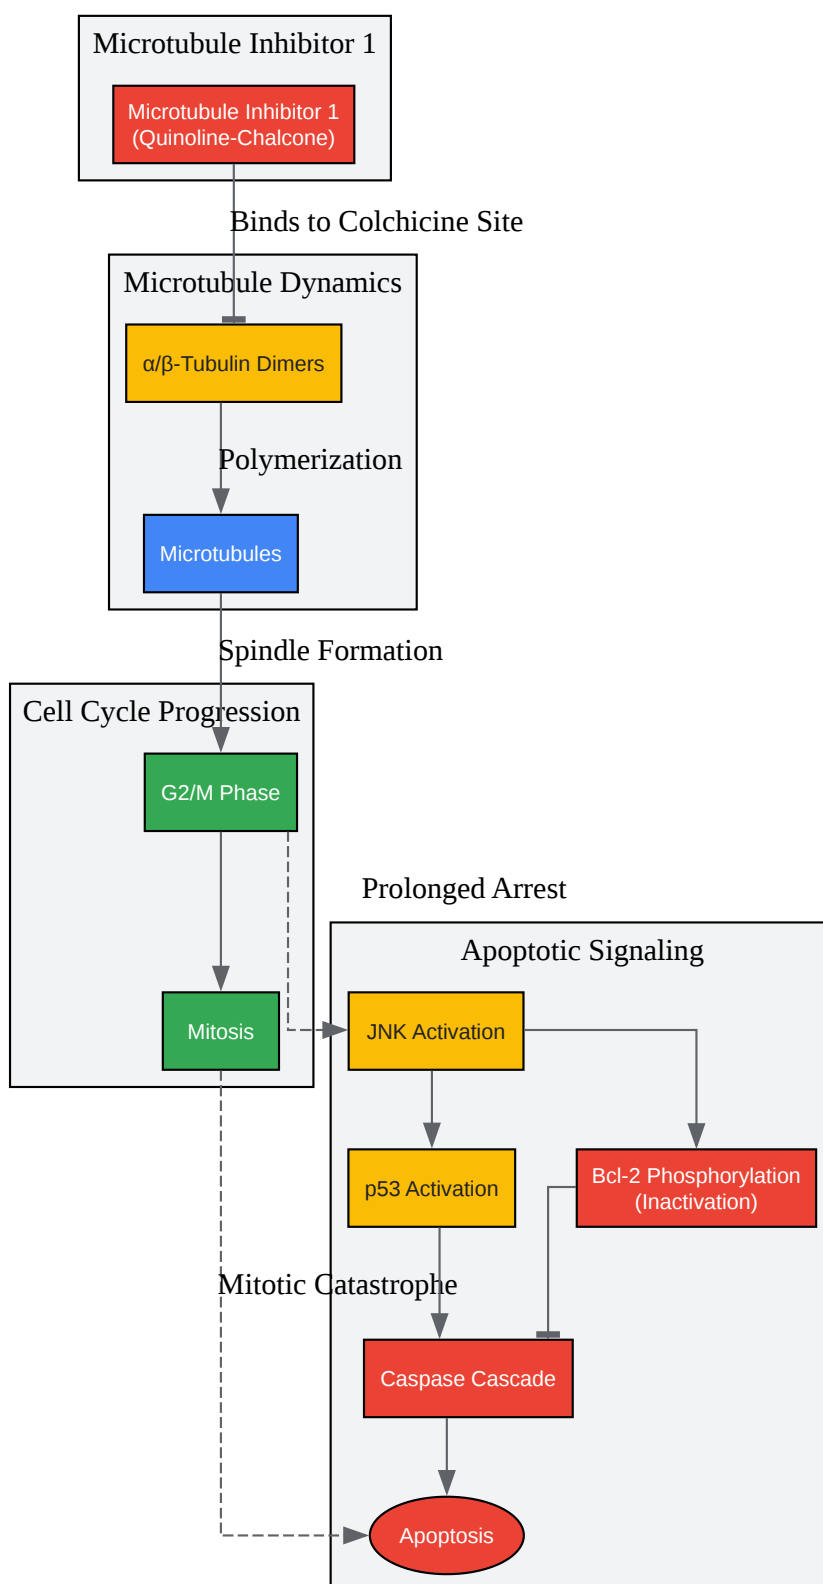 Microtubule Inhibitor 1
Microtubule Inhibitor 1
(Quinoline-Chalcone)
Binds to Colchicine Site
Microtubule Dynamics
α/β-Tubulin Dimers
Polymerization
Microtubules
Spindle Formation
Cell Cycle Progression
G2/M Phase
Prolonged Arrest
Apoptotic Signaling
Mitosis
JNK Activation
p53 Activation
Bcl-2 Phosphorylation
(Inactivation)
Mitotic Catastrophe
Caspase Cascade
Apoptosis